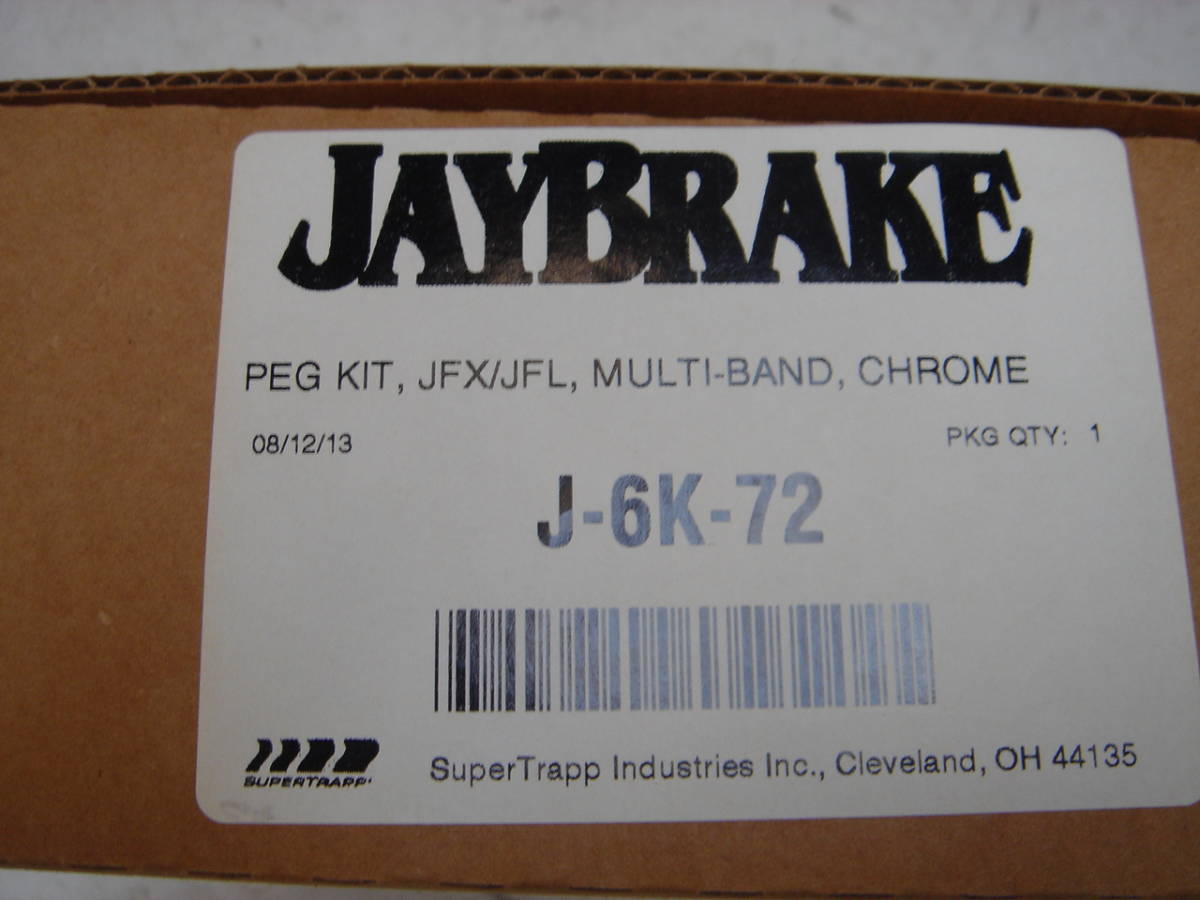 JAYBRAKE
PEG KIT, JFX/JFL, MULTI-BAND, CHROME
08/12/13 PKG QTY: 1
J-6K-72
SUPERTRAPP
SuperTrapp Industries Inc., Cleveland, OH 44135